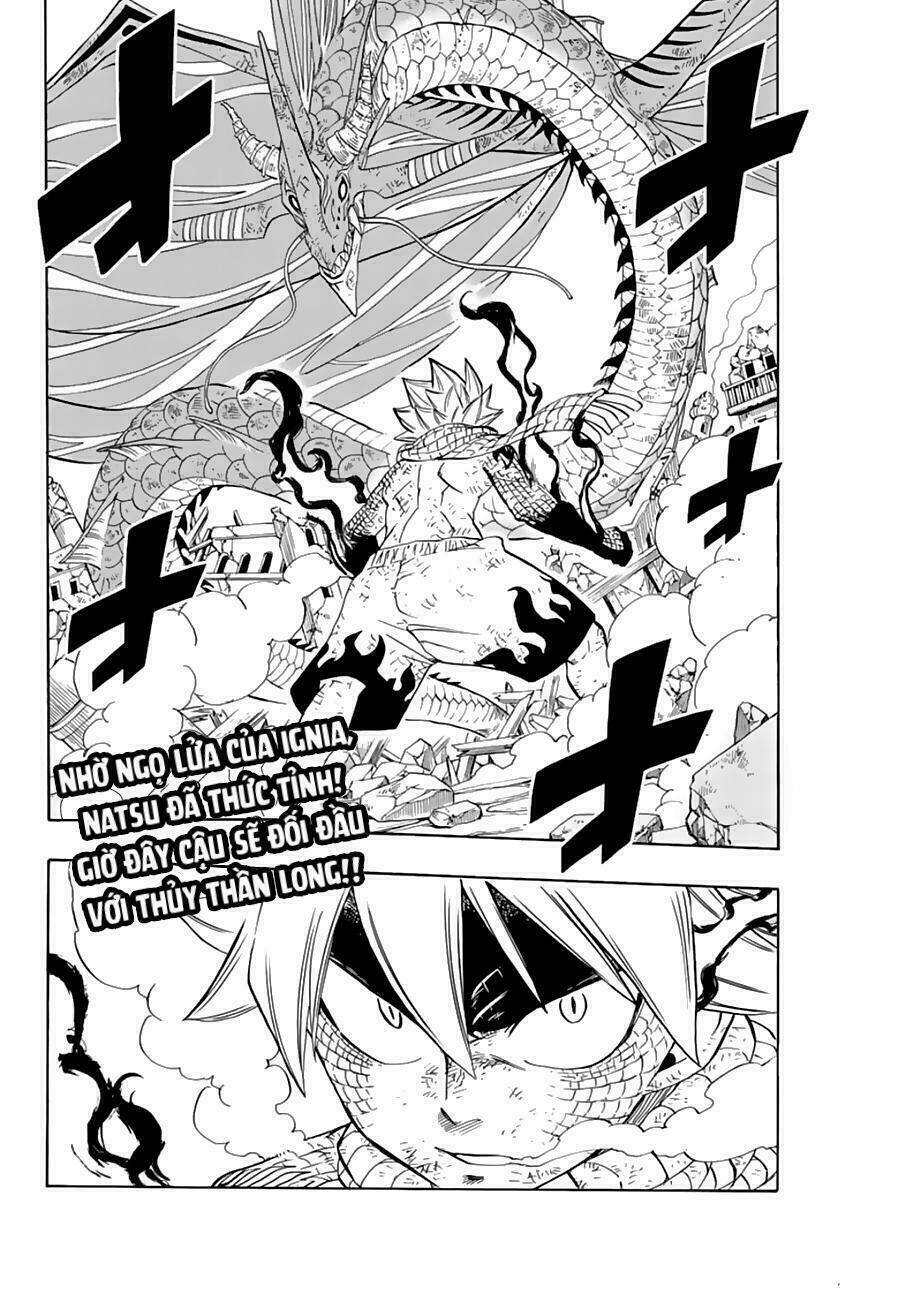 NHỜ NGỌ LỬA CỦA IGNIA,
NATSU ĐÃ THỨC TỈNH!
GIỜ ĐÂY CẬU SẼ ĐỐI ĐẦU
VỚI THỦY THẦN LONG!!